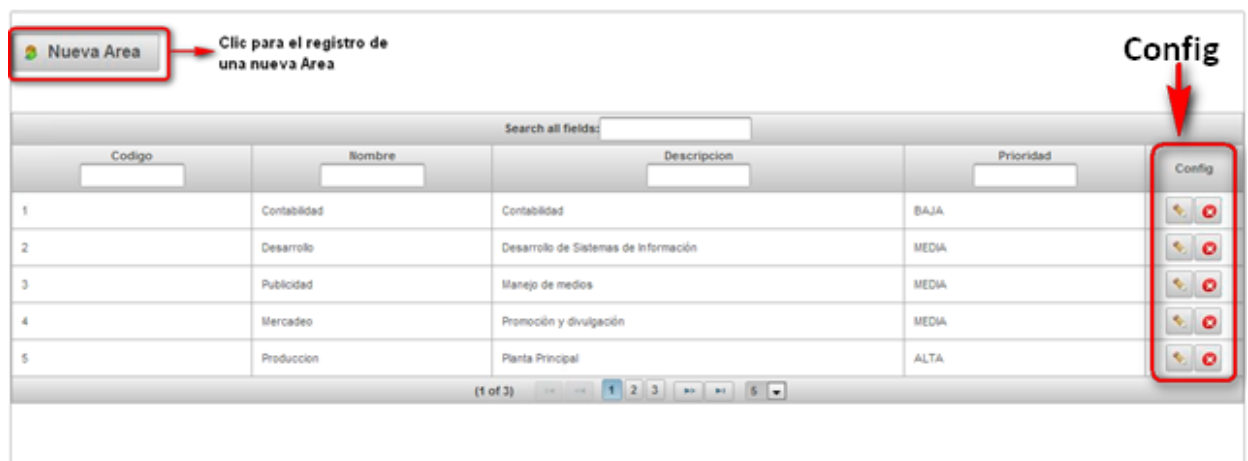 Nueva Area
Clic para el registro de
una nueva Area
Config
Search all fields:
Codigo Nombre Descripcion Prioridad Config
1 Contabilidad Contabilidad BAJA
2 Desarrollo Desarrollo de Sistemas de Información MEDIA
3 Publicidad Manejo de medios MEDIA
4 Mercadeo Promoción y divulgación MEDIA
5 Produccion Planta Principal ALTA
(1 of 3) 1 2 3 5